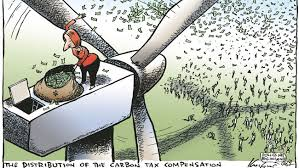 THE DISTRIBUTION OF THE CARBON TAX COMPENSATION